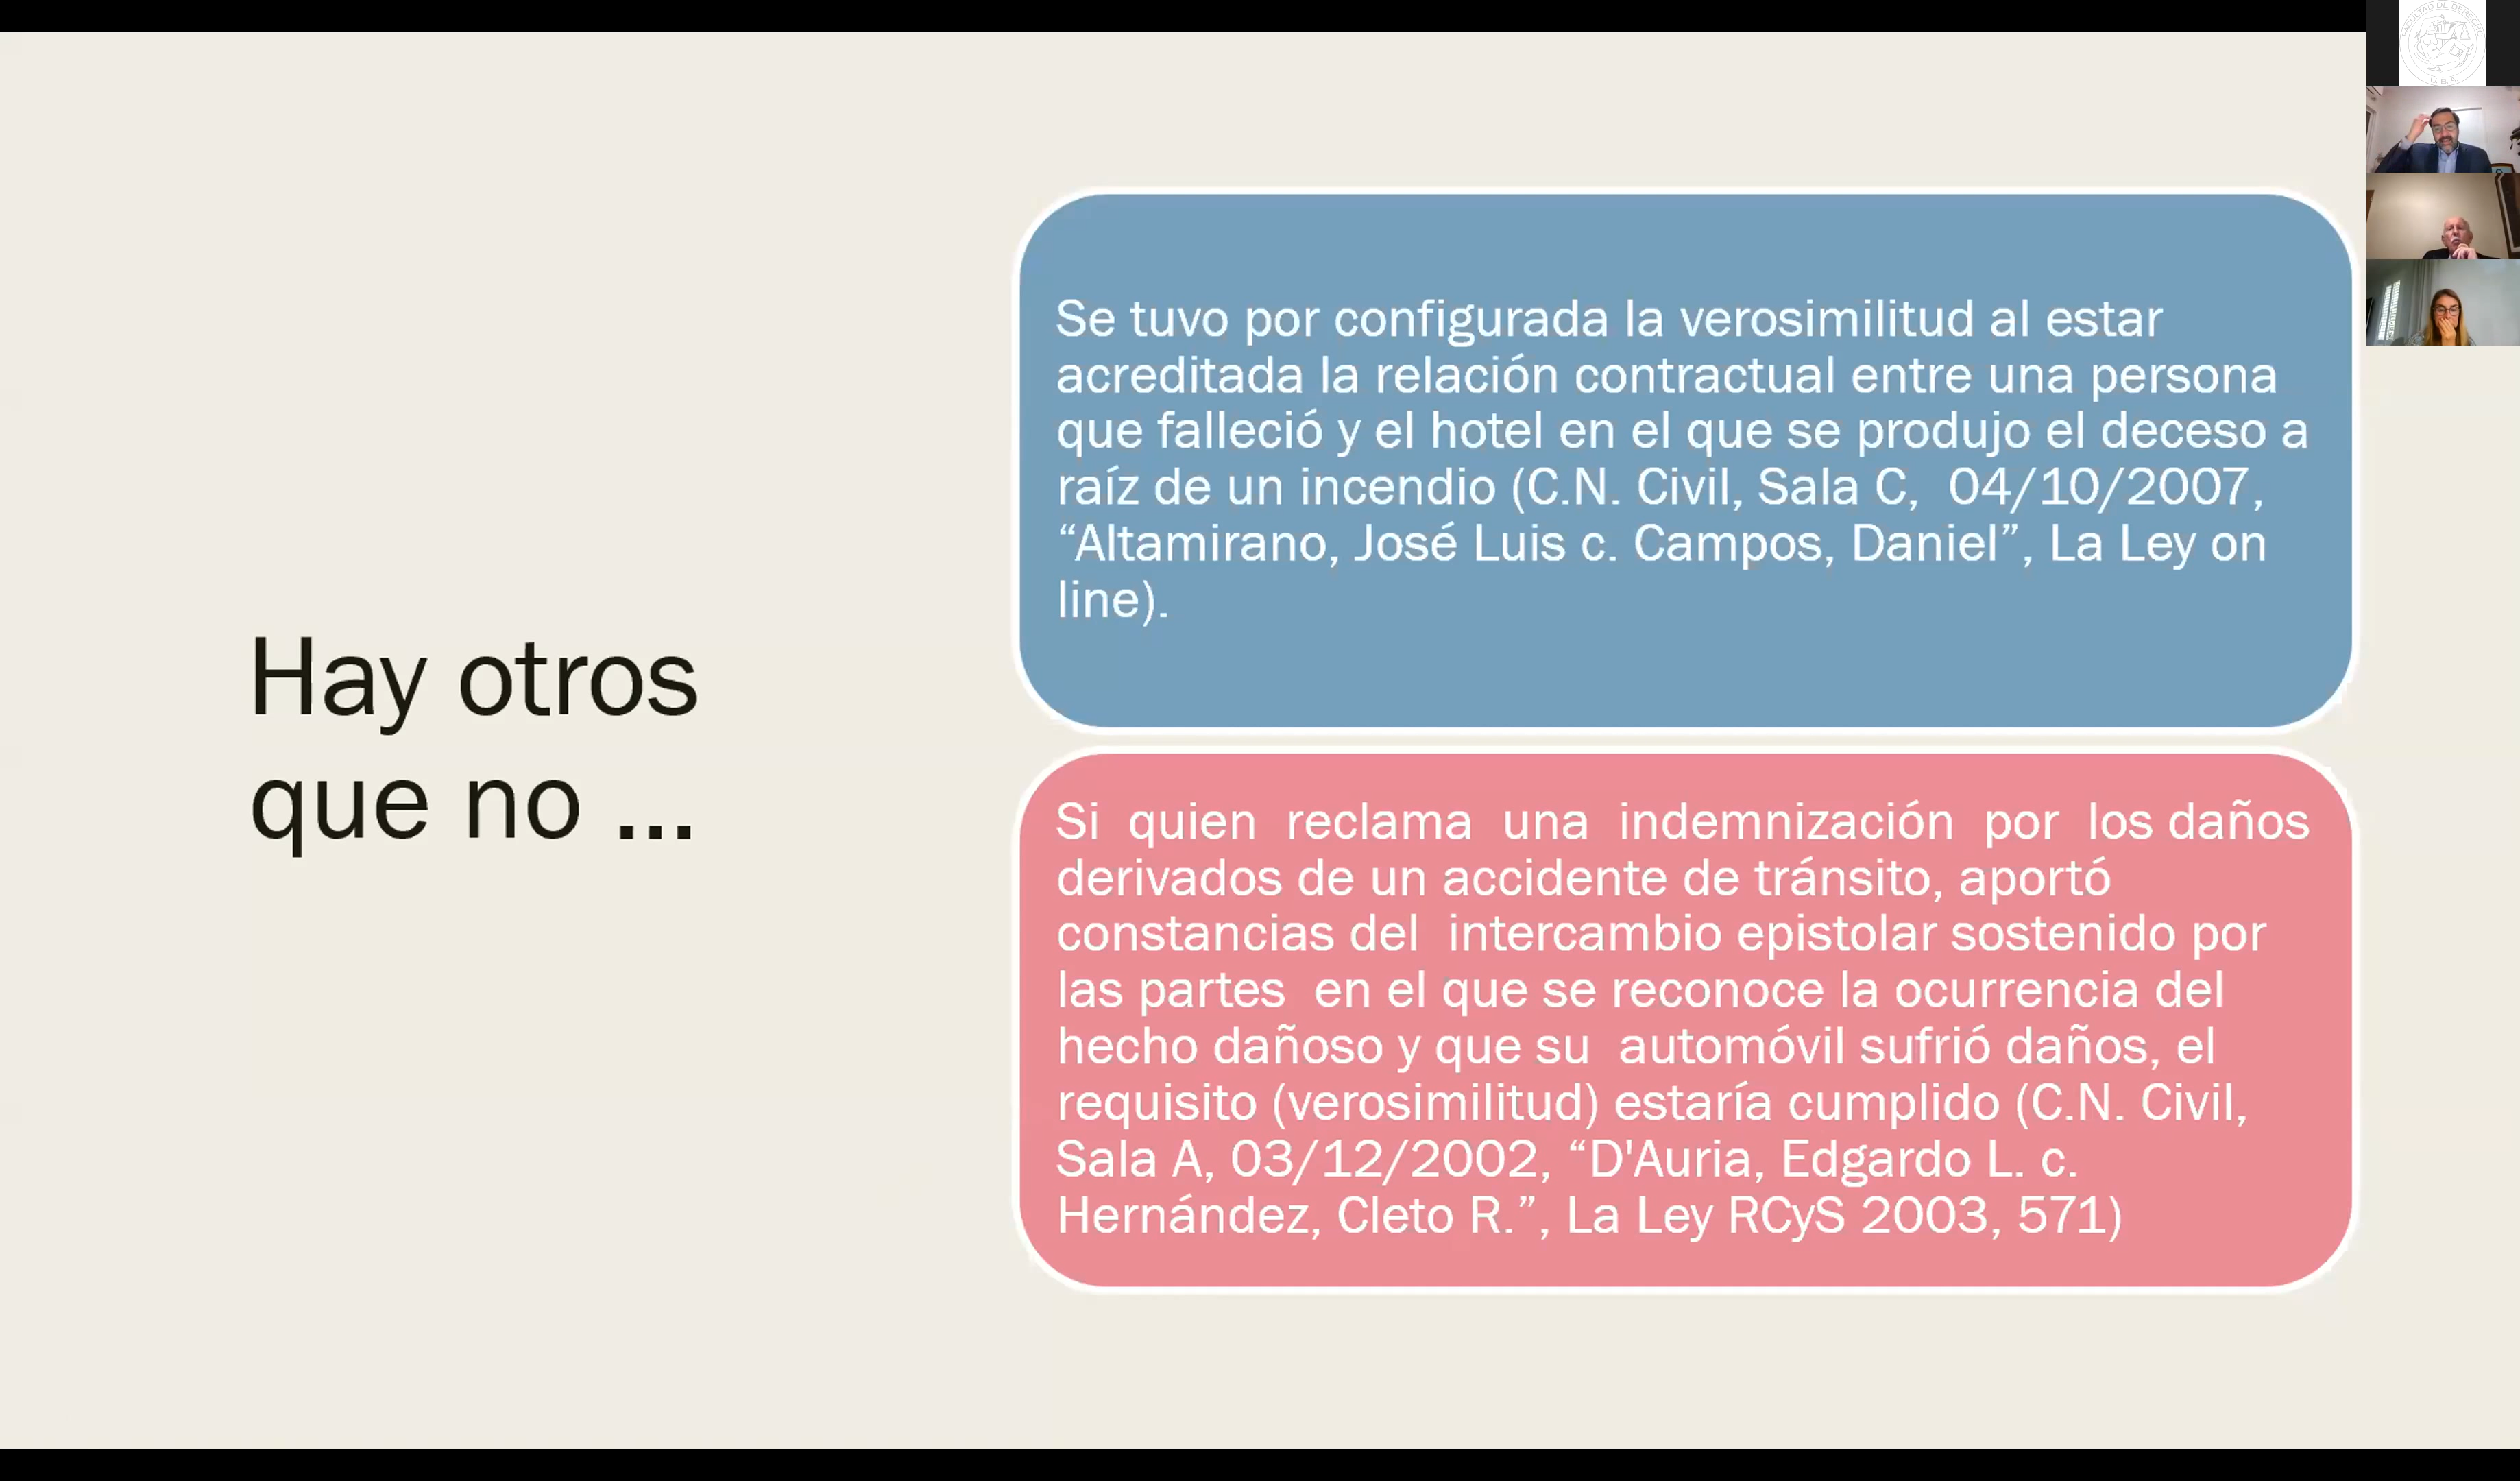 Hay otros
que no ...
Se tuvo por configurada la verosimilitud al estar
acreditada la relación contractual entre una persona
que falleció y el hotel en el que se produjo el deceso a
raíz de un incendio (C.N. Civil, Sala C, 04/10/2007,
“Altamirano, José Luis c. Campos, Daniel”, La Ley on
line).
Si quien reclama una indemnización por los daños
derivados de un accidente de tránsito, aportó
constancias del intercambio epistolar sostenido por
las partes en el que se reconoce la ocurrencia del
hecho dañoso y que su automóvil sufrió daños, el
requisito (verosimilitud) estaría cumplido (C.N. Civil,
Sala A, 03/12/2002, “D'Auria, Edgardo L. c.
Hernández, Cleto R.”, La Ley RCyS 2003, 571)
FACULTAD DE DERECHO